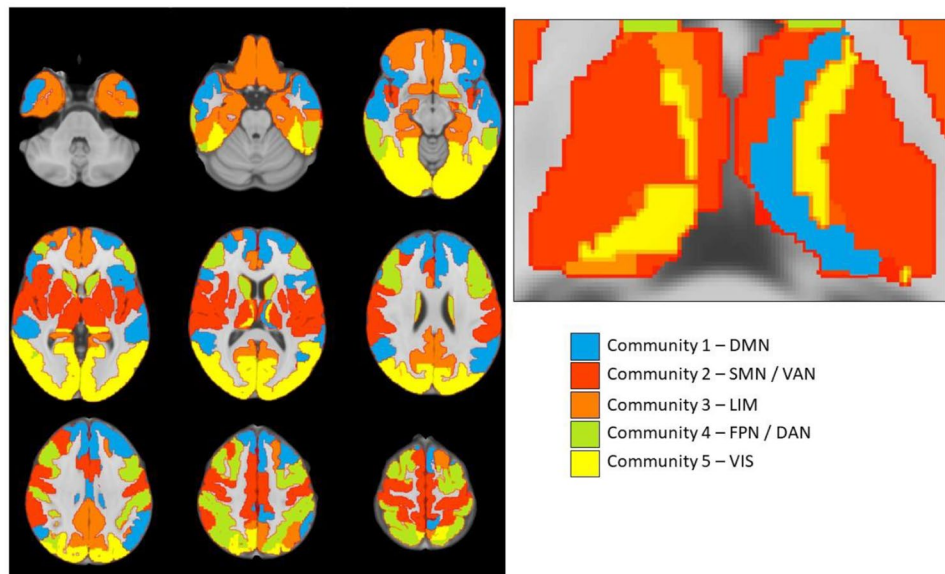 Community 1 – DMN
Community 2 – SMN / VAN
Community 3 – LIM
Community 4 – FPN / DAN
Community 5 – VIS